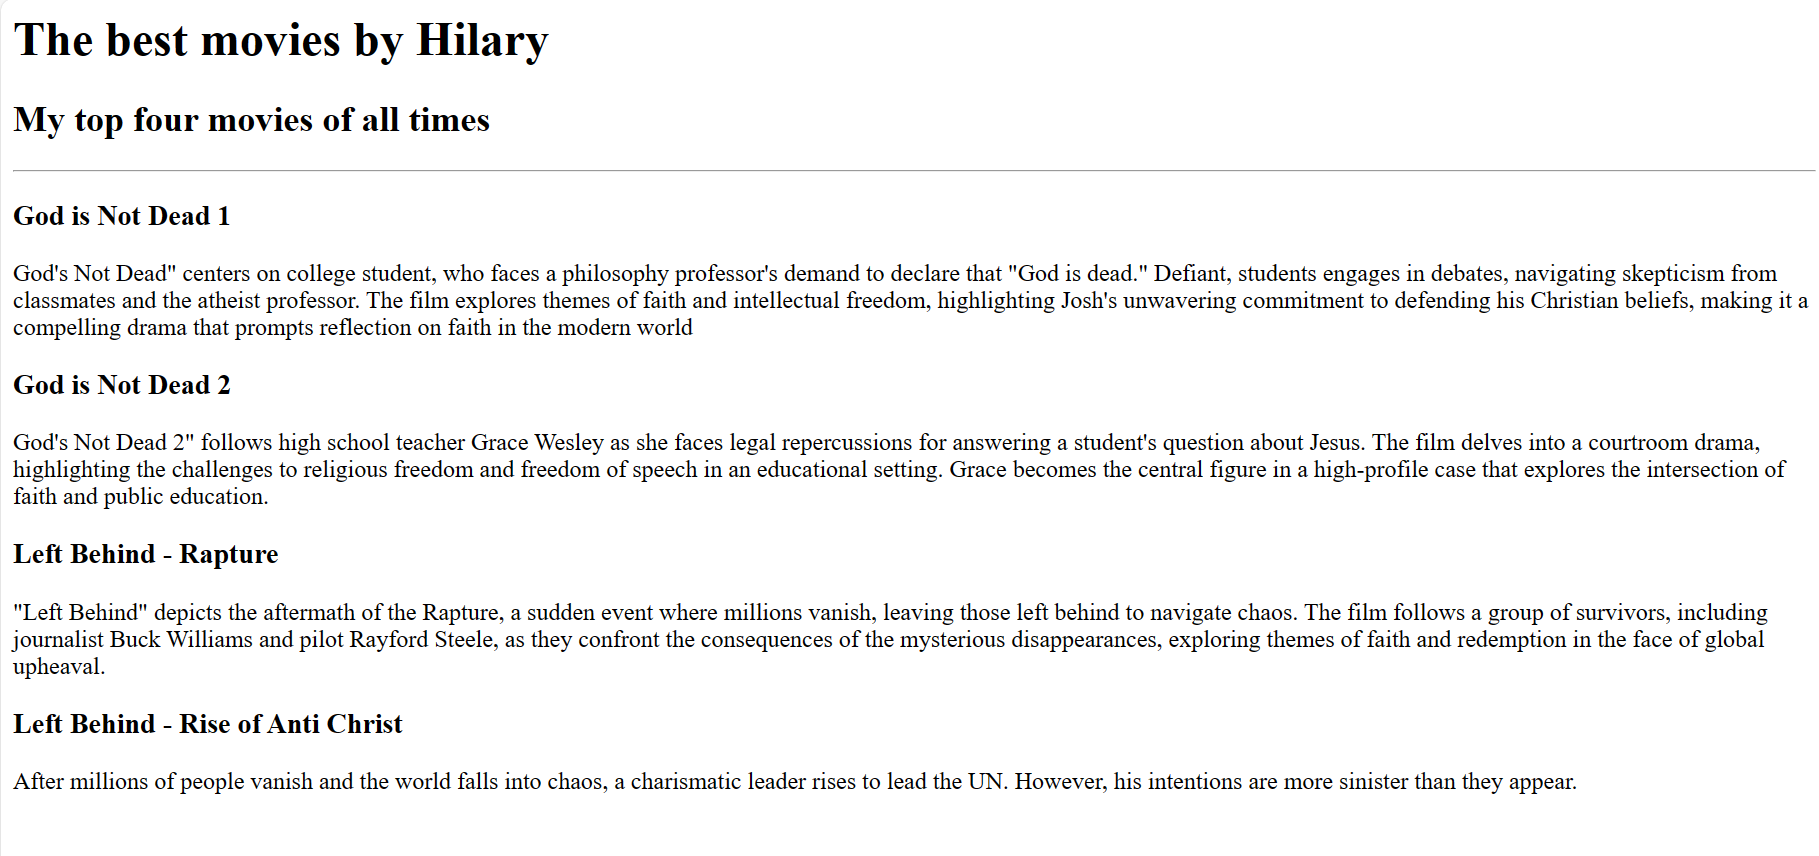 The best movies by Hilary
My top four movies of all times
God is Not Dead 1
God's Not Dead" centers on college student, who faces a philosophy professor's demand to declare that "God is dead." Defiant, students engages in debates, navigating skepticism from
classmates and the atheist professor. The film explores themes of faith and intellectual freedom, highlighting Josh's unwavering commitment to defending his Christian beliefs, making it a
compelling drama that prompts reflection on faith in the modern world
God is Not Dead 2
God's Not Dead 2" follows high school teacher Grace Wesley as she faces legal repercussions for answering a student's question about Jesus. The film delves into a courtroom drama,
highlighting the challenges to religious freedom and freedom of speech in an educational setting. Grace becomes the central figure in a high-profile case that explores the intersection of
faith and public education.
Left Behind - Rapture
"Left Behind" depicts the aftermath of the Rapture, a sudden event where millions vanish, leaving those left behind to navigate chaos. The film follows a group of survivors, including
journalist Buck Williams and pilot Rayford Steele, as they confront the consequences of the mysterious disappearances, exploring themes of faith and redemption in the face of global
upheaval.
Left Behind - Rise of Anti Christ
After millions of people vanish and the world falls into chaos, a charismatic leader rises to lead the UN. However, his intentions are more sinister than they appear.